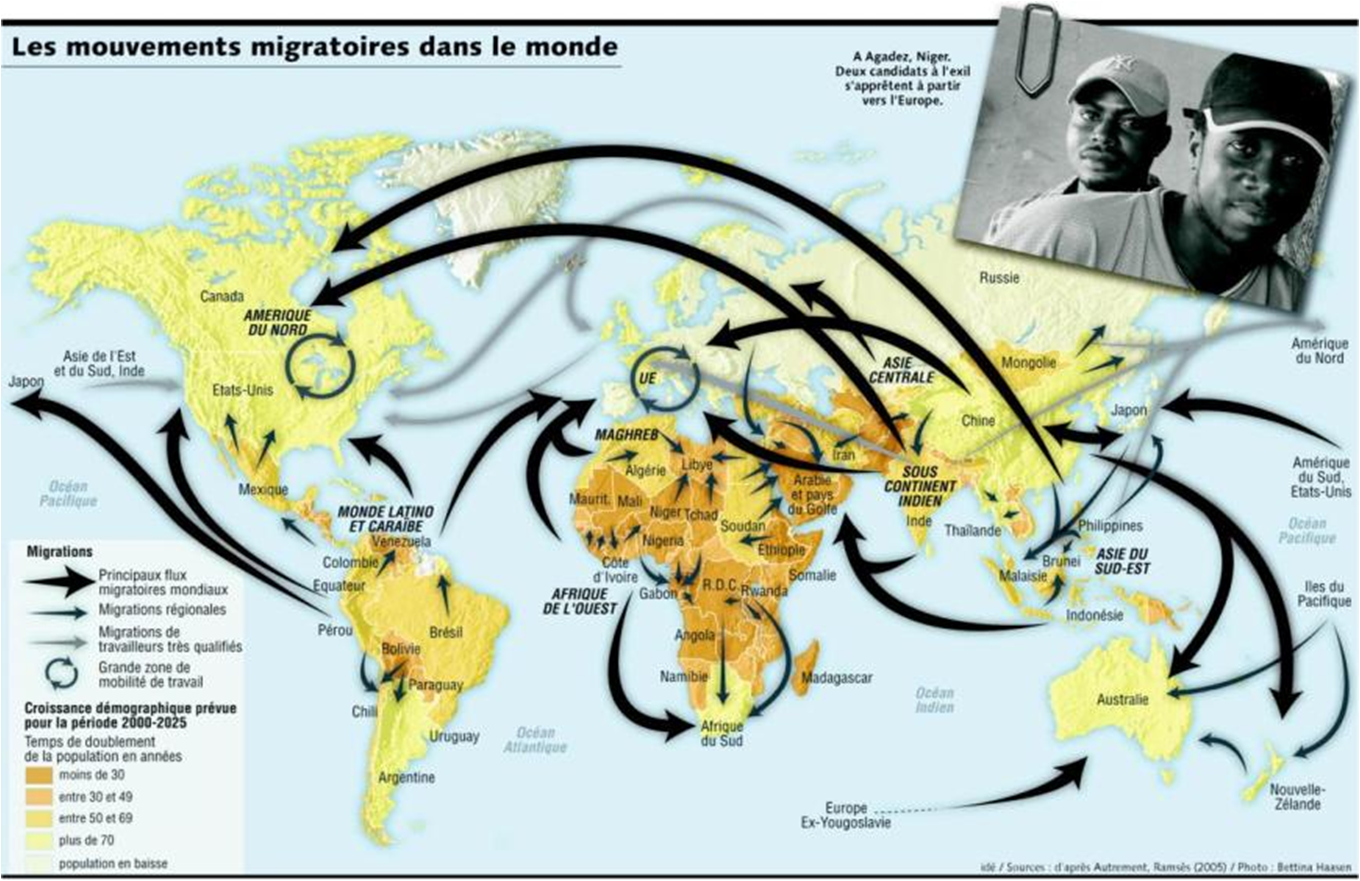 Les mouvements migratoires dans le monde
A Agadez, Niger.
Deux candidats à l'exil
s'apprêtent à partir
vers l'Europe.
Russie
Canada
AMERIQUE
DU NORD
Asie de l'Est
et du Sud, Inde
Japon
Etats-Unis
UE
ASIE
CENTRALE
Mongolie
Amérique
du Nord
Chine
Japon
MAGHREB
Algérie
Libye
Iran
SOUS
CONTINENT
INDIEN
Inde
Arabie
et pays
du Golfe
Amérique
du Sud,
Etats-Unis
Océan
Pacifique
Mexique
MONDE LATINO
ET CARAÏBE
Venezuela
Colombie
Maurit.
Mali
Niger
Tchad
Soudan
Nigeria
Ethiopie
Somalie
Thaïlande
Philippines
Océan
Pacifique
Brunei
Malaisie
ASIE DU
SUD-EST
Indonésie
Iles du
Pacifique
Migrations
Principaux flux
migratoires mondiaux
Migrations régionales
Migrations de
travailleurs très qualifiés
Grande zone de
mobilité de travail
Equateur
Pérou
Brésil
Bolivie
Paraguay
Chili
Uruguay
Argentine
Côte
d'Ivoire
AFRIQUE
DE L'OUEST
Gabon
R.D.C.
Rwanda
Angola
Namibie
Madagascar
Afrique
du Sud
Océan
Atlantique
Océan
Indien
Australie
Nouvelle-
Zélande
Europe
Ex-Yougoslavie
Croissance démographique prévue
pour la période 2000-2025
Temps de doublement
de la population en années
moins de 30
entre 30 et 49
entre 50 et 69
plus de 70
population en baisse
idé / Sources : d'après Autrement, Ramsès (2005) / Photo : Bettina Haasen